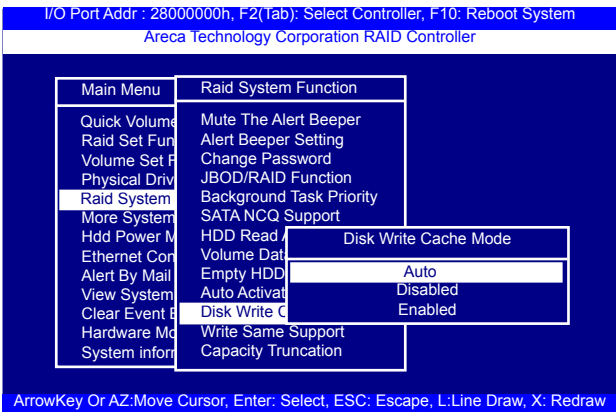 I/O Port Addr : 28000000h, F2(Tab): Select Controller, F10: Reboot System
Areca Technology Corporation RAID Controller
Main Menu
Quick Volume
Raid Set Fun
Volume Set F
Physical Driv
Raid System
More System
Hdd Power M
Ethernet Con
Alert By Mail
View System
Clear Event E
Hardware Mo
System inform
Raid System Function
Mute The Alert Beeper
Alert Beeper Setting
Change Password
JBOD/RAID Function
Background Task Priority
SATA NCQ Support
HDD Read A
Volume Data
Empty HDD
Auto Activat
Disk Write C
Write Same Support
Capacity Truncation
Disk Write Cache Mode
Auto
Disabled
Enabled
ArrowKey Or AZ:Move Cursor, Enter: Select, ESC: Escape, L:Line Draw, X: Redraw